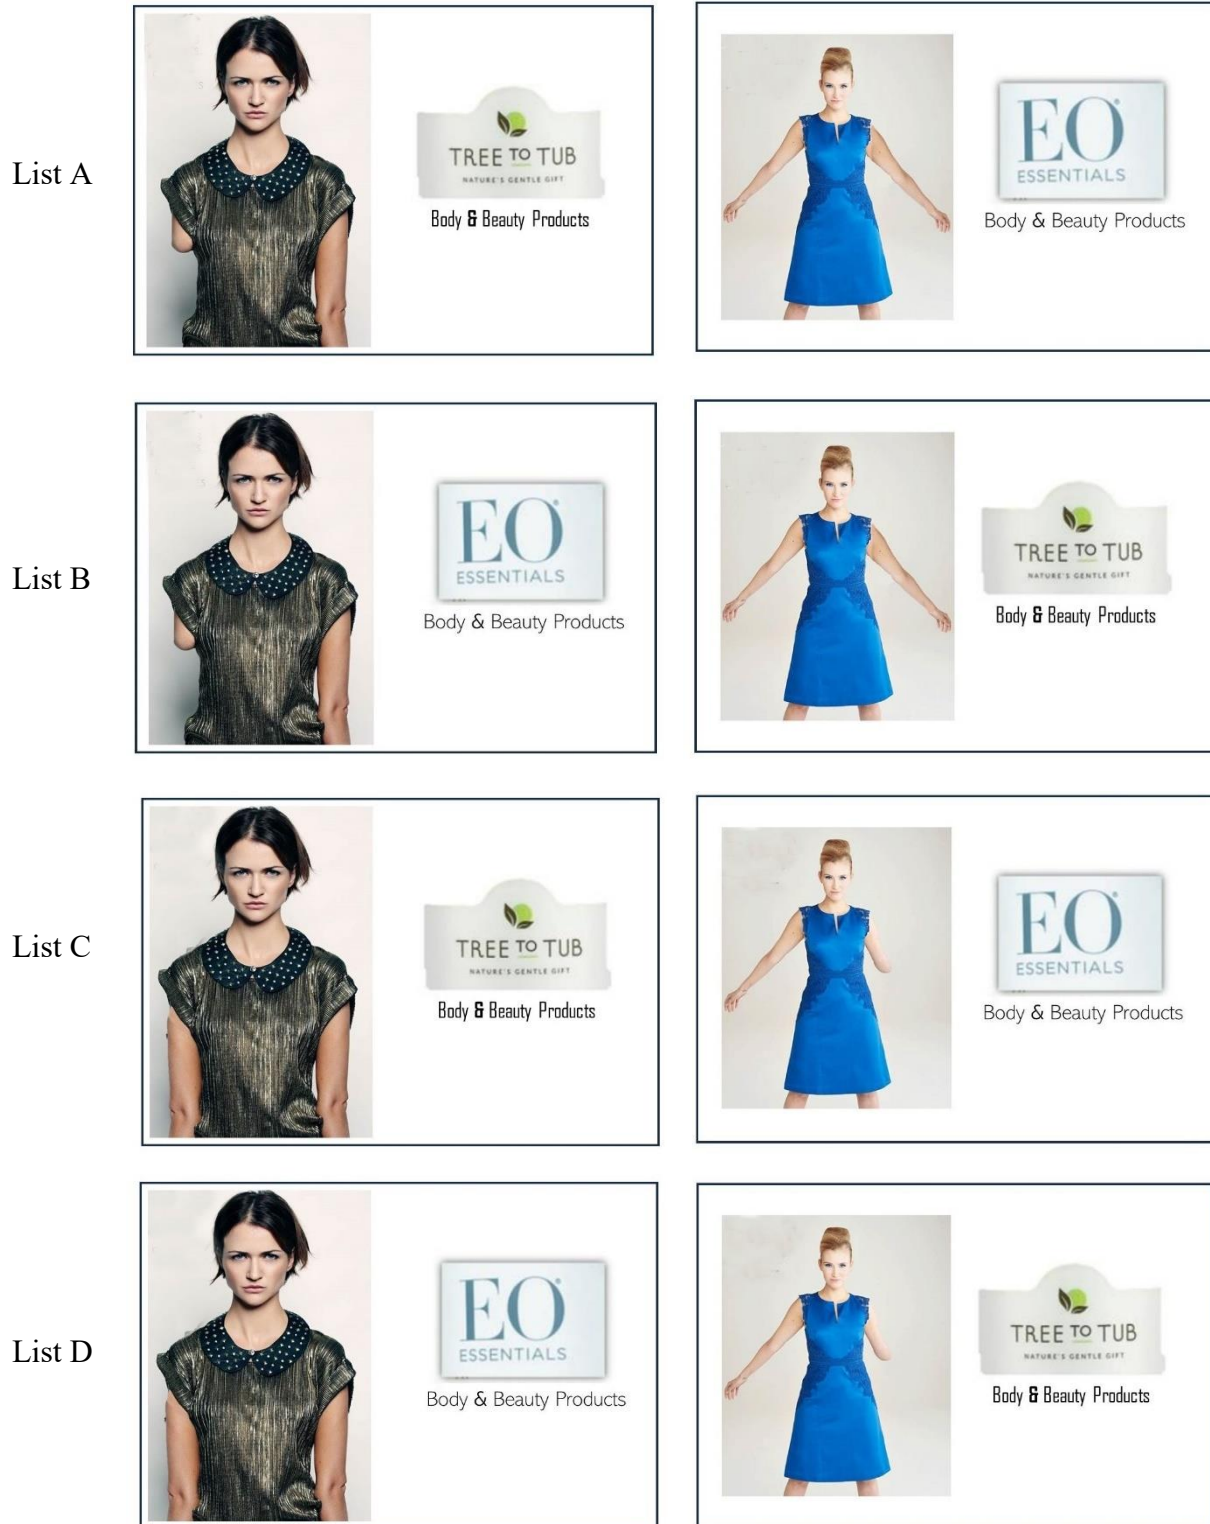 List A
TREE TO TUB
NATURE'S GENTLE GIFT
Body & Beauty Products
EO®
ESSENTIALS
Body & Beauty Products
List B
EO®
ESSENTIALS
Body & Beauty Products
TREE TO TUB
NATURE'S GENTLE GIFT
Body & Beauty Products
List C
TREE TO TUB
NATURE'S GENTLE GIFT
Body & Beauty Products
EO®
ESSENTIALS
Body & Beauty Products
List D
EO®
ESSENTIALS
Body & Beauty Products
TREE TO TUB
NATURE'S GENTLE GIFT
Body & Beauty Products